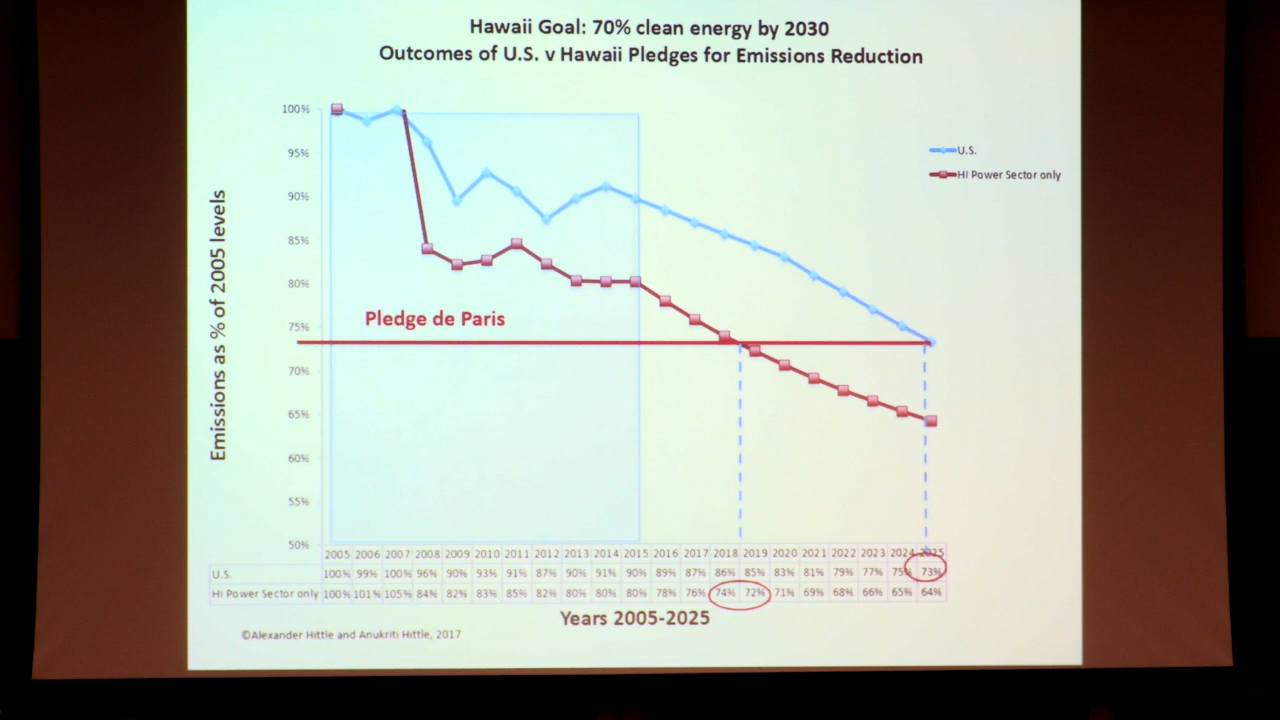 Hawaii Goal: 70% clean energy by 2030
Outcomes of U.S. v Hawaii Pledges for Emissions Reduction
100%
95%
90%
85%
80%
75%
70%
65%
60%
55%
50%
Emissions as % of 2005 levels
U.S.
HI Power Sector only
Pledge de Paris
2005 2006 2007 2008 2009 2010 2011 2012 2013 2014 2015 2016 2017 2018 2019 2020 2021 2022 2023 2024 2025
U.S. 100% 99% 100% 96% 90% 93% 91% 87% 90% 91% 90% 89% 87% 86% 85% 83% 81% 79% 77% 75% 73%
HI Power Sector only 100% 101% 105% 84% 82% 83% 85% 82% 80% 80% 80% 78% 76% 74% 72% 71% 69% 68% 66% 65% 64%
Years 2005-2025
©Alexander Hittle and Anukriti Hittle, 2017